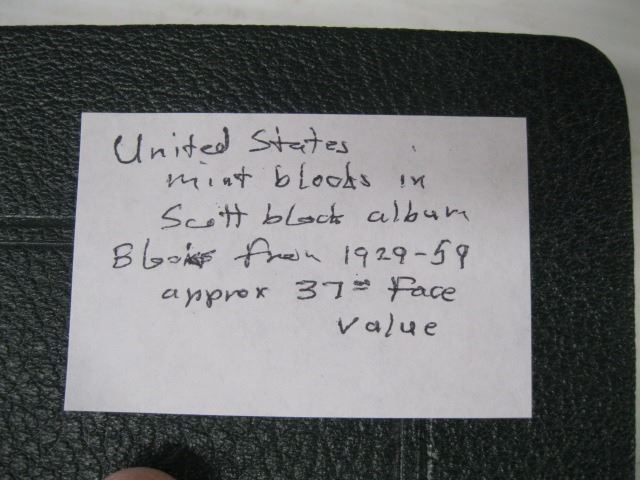 United States
mint blocks in
Scott block album
Blocks from 1929-59
approx 37= Face
value